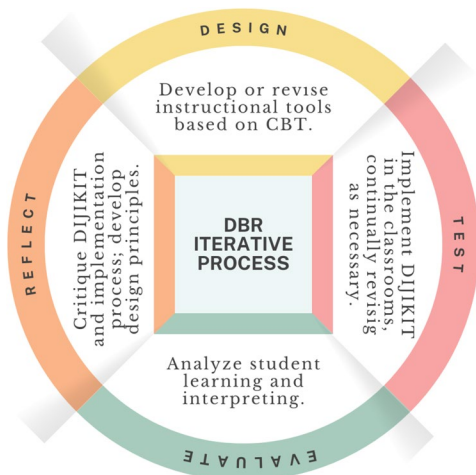 DESIGN
Develop or revise
instructional tools
based on CBT.
TEST
Implement DIJIKIT
in the classrooms,
continually revisig
as necessary.
EVALUATE
Analyze student
learning and
interpreting.
REFLECT
Critique DIJIKIT
and implementation
process; develop
design principles.
DBR
ITERATIVE
PROCESS